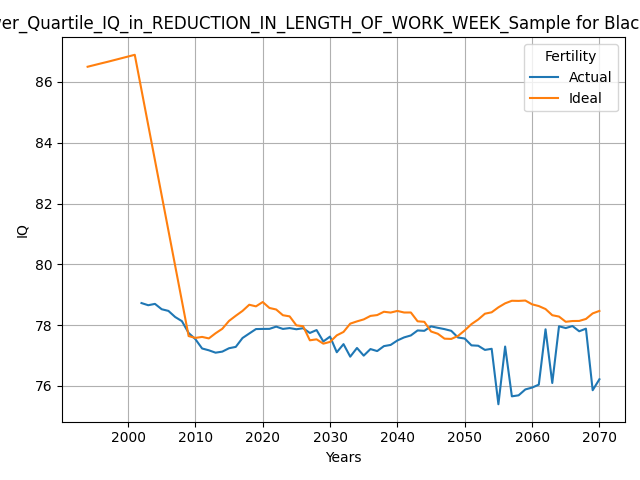 er_Quartile_IQ_in_REDUCTION_IN_LENGTH_OF_WORK_WEEK_Sample for Blac
Fertility
Actual
Ideal
IQ
86
84
82
80
78
76
2000 2010 2020 2030 2040 2050 2060 2070
Years